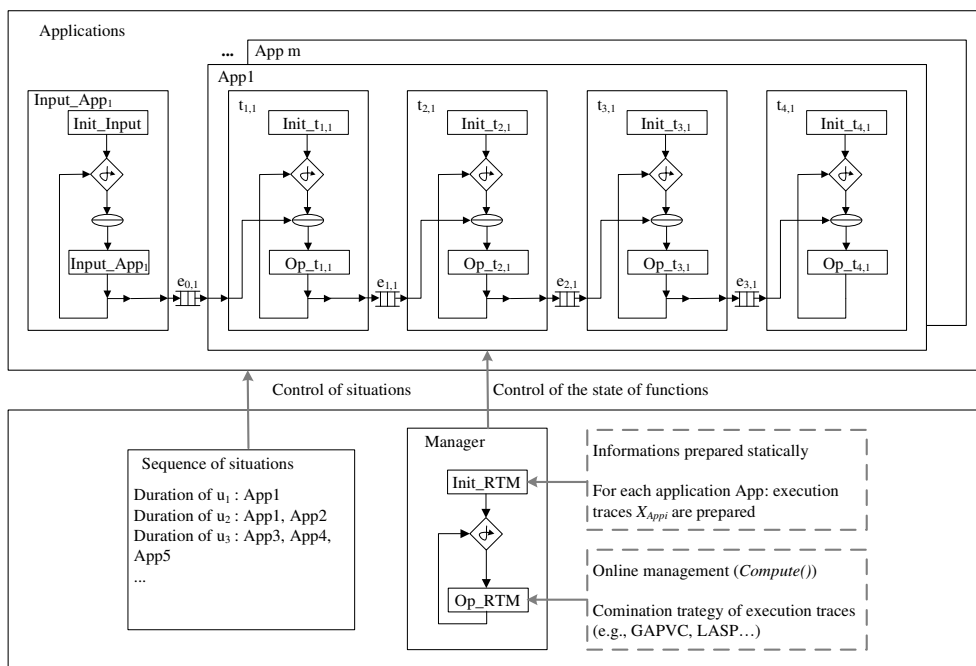 Applications
...
App m
App1
Input_App₁
t₁,₁
t₂,₁
t₃,₁
t₄,₁
Init_Input
Init_t₁,₁
Init_t₂,₁
Init_t₃,₁
Init_t₄,₁
Input_App₁
Op_t₁,₁
Op_t₂,₁
Op_t₃,₁
Op_t₄,₁
e₀,₁
e₁,₁
e₂,₁
e₃,₁
Control of situations
Control of the state of functions
Sequence of situations
Duration of u₁ : App1
Duration of u₂ : App1, App2
Duration of u₃ : App3, App4,
App5
...
Manager
Init_RTM
Op_RTM
Informations prepared statically
For each application App: execution
traces X_Appi are prepared
Online management (Compute())
Comination trategy of execution traces
(e.g., GAPVC, LASP…)